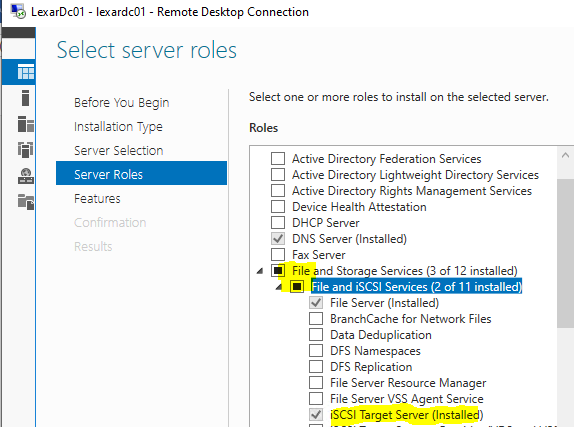 LexarDc01 - lexardc01 - Remote Desktop Connection
Select server roles
Before You Begin
Installation Type
Server Selection
Server Roles
Features
Confirmation
Results
Select one or more roles to install on the selected server.
Roles
Active Directory Federation Services
Active Directory Lightweight Directory Services
Active Directory Rights Management Services
Device Health Attestation
DHCP Server
DNS Server (Installed)
Fax Server
File and Storage Services (3 of 12 installed)
File and iSCSI Services (2 of 11 installed)
File Server (Installed)
BranchCache for Network Files
Data Deduplication
DFS Namespaces
DFS Replication
File Server Resource Manager
File Server VSS Agent Service
iSCSI Target Server (Installed)